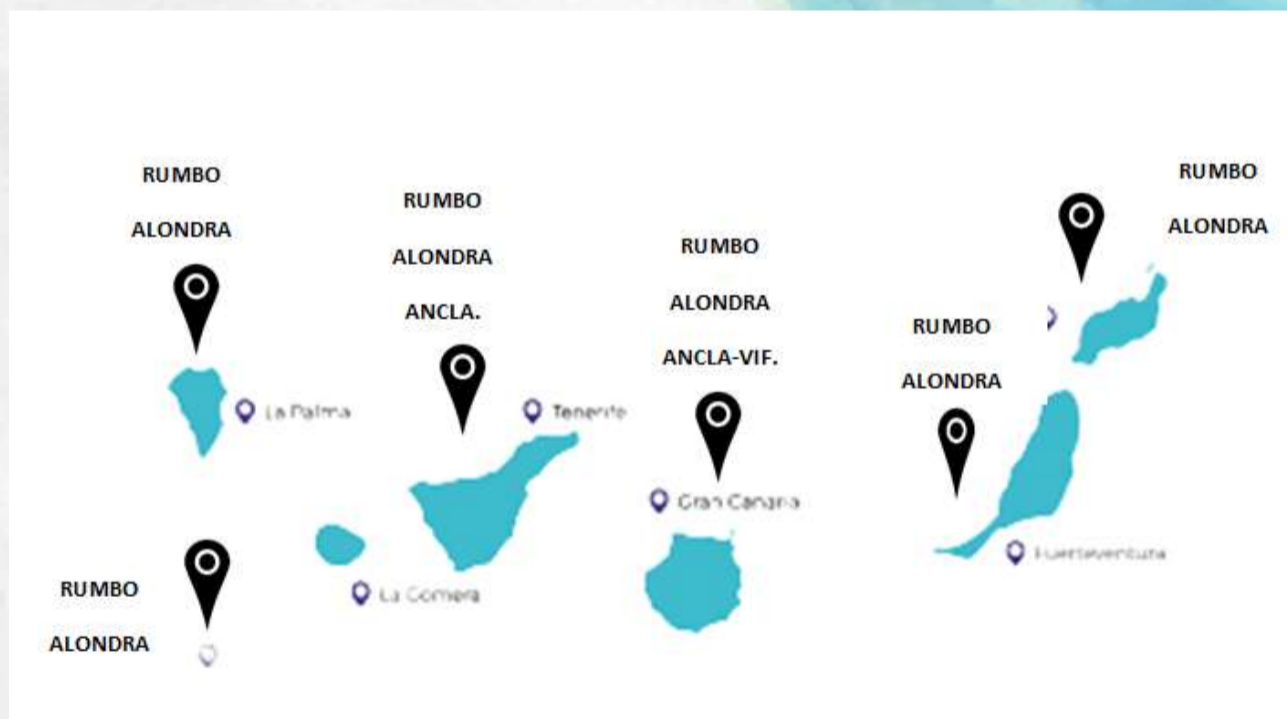 RUMBO
ALONDRA
RUMBO
ALONDRA
ANCLA.
RUMBO
ALONDRA
ANCLA-VIF.
RUMBO
ALONDRA
RUMBO
ALONDRA
La Palma
Tenerife
Gran Canaria
Fuerteventura
La Gomera
RUMBO
ALONDRA